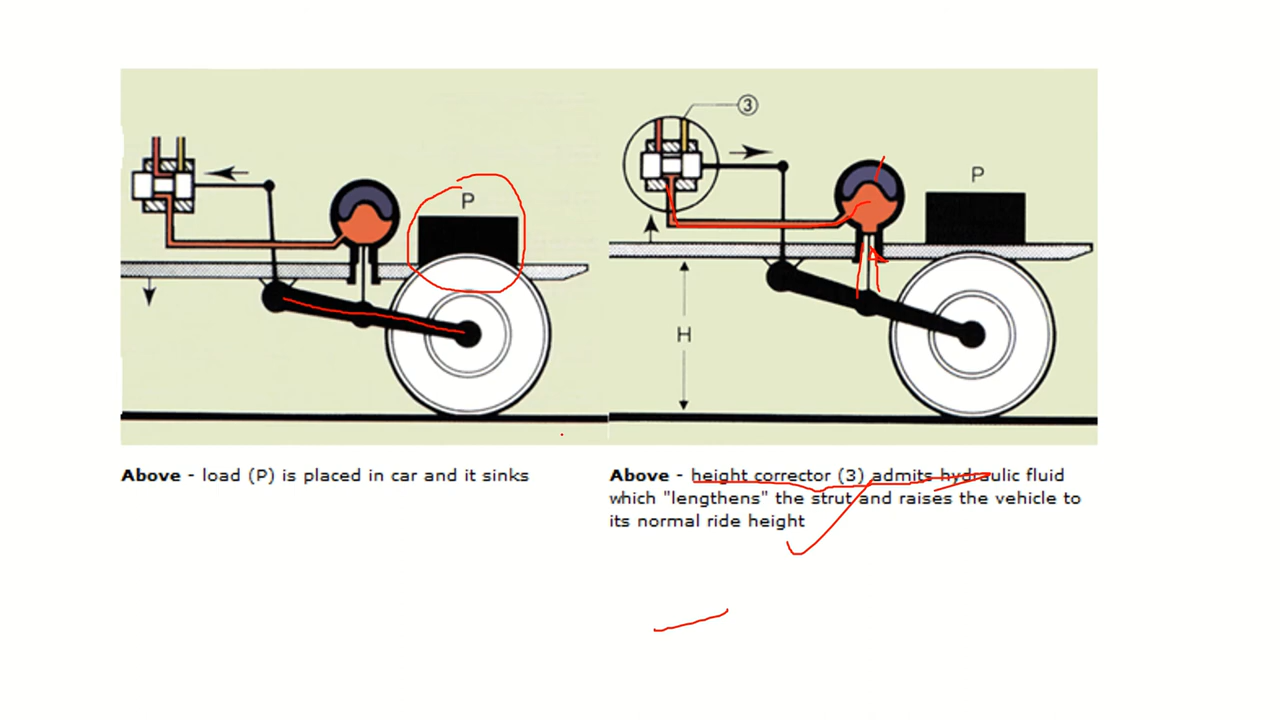 3
P
P
H
Above - load (P) is placed in car and it sinks
Above - height corrector (3) admits hydraulic fluid
which "lengthens" the strut and raises the vehicle to
its normal ride height